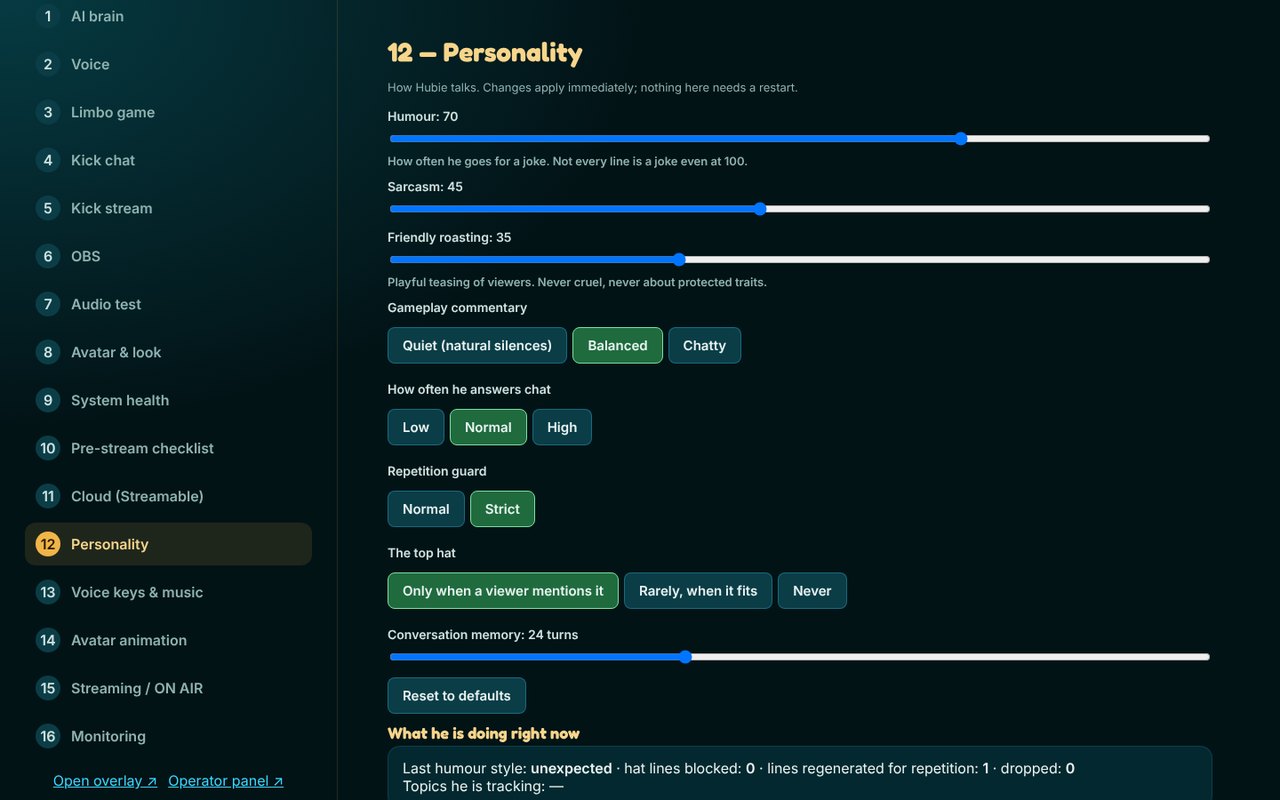 1 AI brain
2 Voice
3 Limbo game
4 Kick chat
5 Kick stream
6 OBS
7 Audio test
8 Avatar & look
9 System health
10 Pre-stream checklist
11 Cloud (Streamable)
12 Personality
13 Voice keys & music
14 Avatar animation
15 Streaming / ON AIR
16 Monitoring
Open overlay ↗ Operator panel ↗
12 — Personality
How Hubie talks. Changes apply immediately; nothing here needs a restart.
Humour: 70
How often he goes for a joke. Not every line is a joke even at 100.
Sarcasm: 45
Friendly roasting: 35
Playful teasing of viewers. Never cruel, never about protected traits.
Gameplay commentary
Quiet (natural silences) Balanced Chatty
How often he answers chat
Low Normal High
Repetition guard
Normal Strict
The top hat
Only when a viewer mentions it Rarely, when it fits Never
Conversation memory: 24 turns
Reset to defaults
What he is doing right now
Last humour style: unexpected · hat lines blocked: 0 · lines regenerated for repetition: 1 · dropped: 0
Topics he is tracking: —